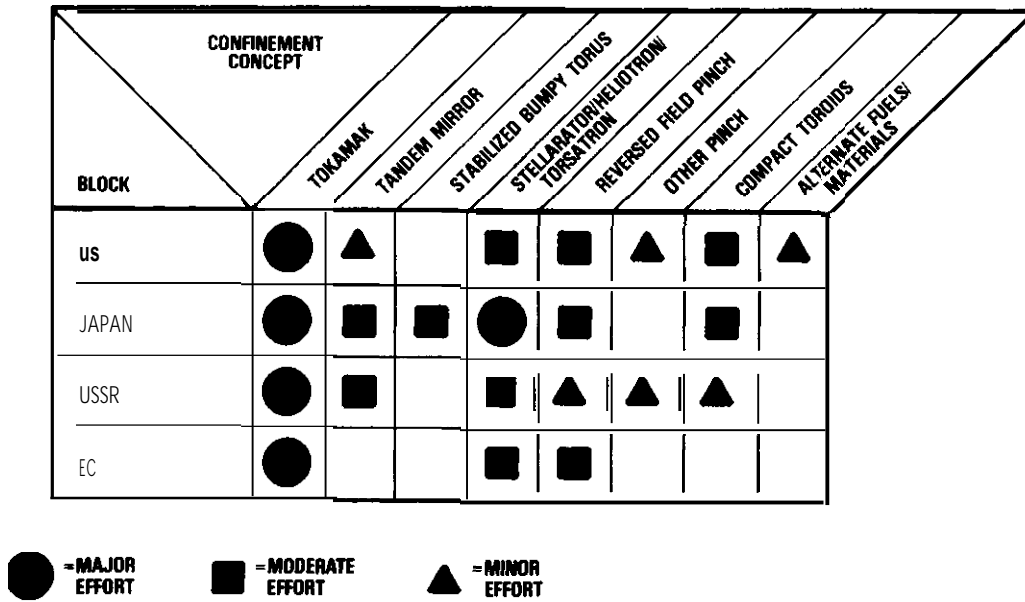 CONFINEMENT
CONCEPT
BLOCK
TOKAMAK
TANDEM MIRROR
STABILIZED BUMPY TORUS
STELLARATOR/HELIOTRON/
TORSATRON
REVERSED FIELD PINCH
OTHER PINCH
COMPACT TOROIDS
ALTERNATE FUELS/
MATERIALS
us
JAPAN
USSR
EC
=MAJOR
EFFORT
=MODERATE
EFFORT
=MINOR
EFFORT